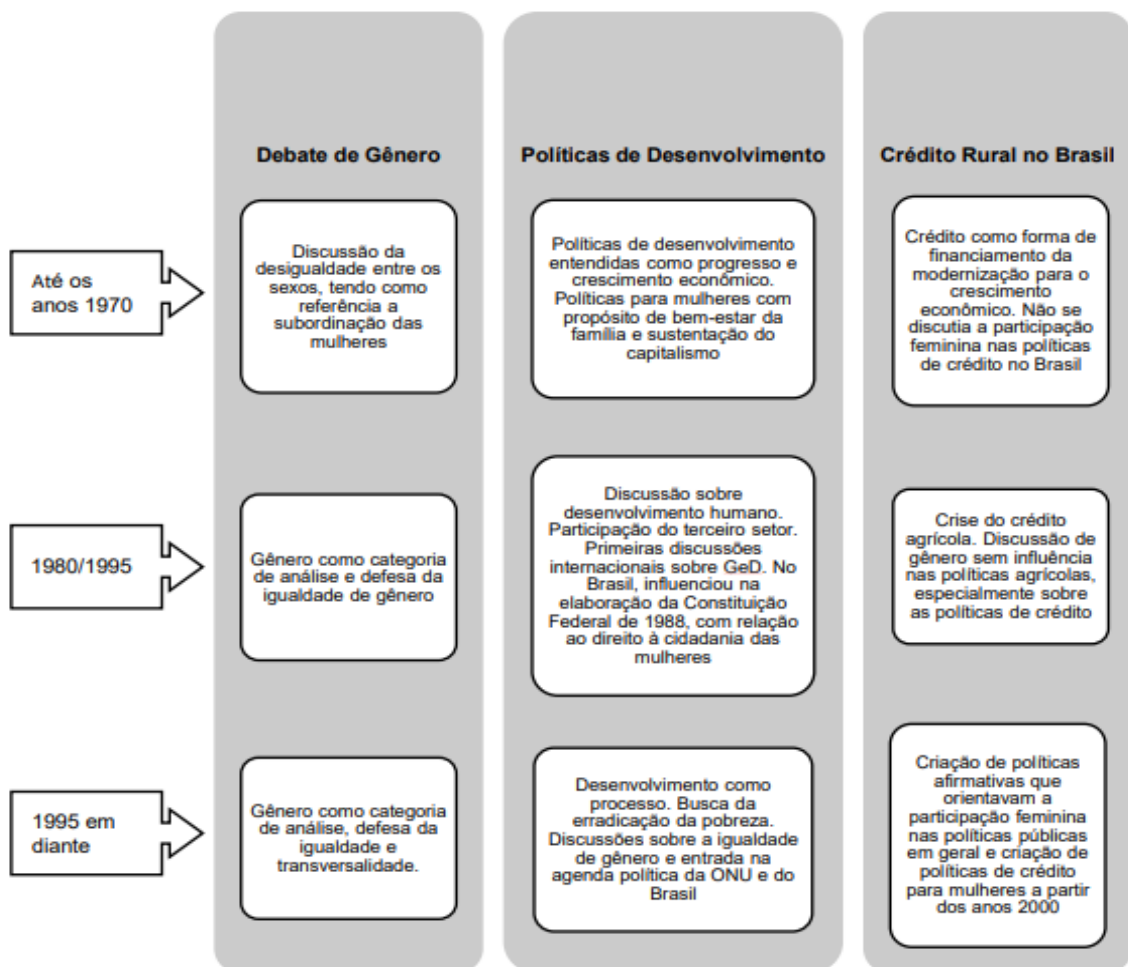 Debate de Gênero
Políticas de Desenvolvimento
Crédito Rural no Brasil
Até os
anos 1970
Discussão da
desigualdade entre os
sexos, tendo como
referência a
subordinação das
mulheres
Políticas de desenvolvimento
entendidas como progresso e
crescimento econômico.
Políticas para mulheres com
propósito de bem-estar da
família e sustentação do
capitalismo
Crédito como forma de
financiamento da
modernização para o
crescimento
econômico. Não se
discutia a participação
feminina nas políticas
de crédito no Brasil
1980/1995
Gênero como categoria
de análise e defesa da
igualdade de gênero
Discussão sobre
desenvolvimento humano.
Participação do terceiro setor.
Primeiras discussões
internacionais sobre GeD. No
Brasil, influenciou na
elaboração da Constituição
Federal de 1988, com relação
ao direito à cidadania das
mulheres
Crise do crédito
agrícola. Discussão de
gênero sem influência
nas políticas agrícolas,
especialmente sobre
as políticas de crédito
1995 em
diante
Gênero como categoria
de análise, defesa da
igualdade e
transversalidade.
Desenvolvimento como
processo. Busca da
erradicação da pobreza.
Discussões sobre a igualdade
de gênero e entrada na
agenda política da ONU e do
Brasil
Criação de políticas
afirmativas que
orientavam a
participação feminina
nas políticas públicas
em geral e criação de
políticas de crédito
para mulheres a partir
dos anos 2000